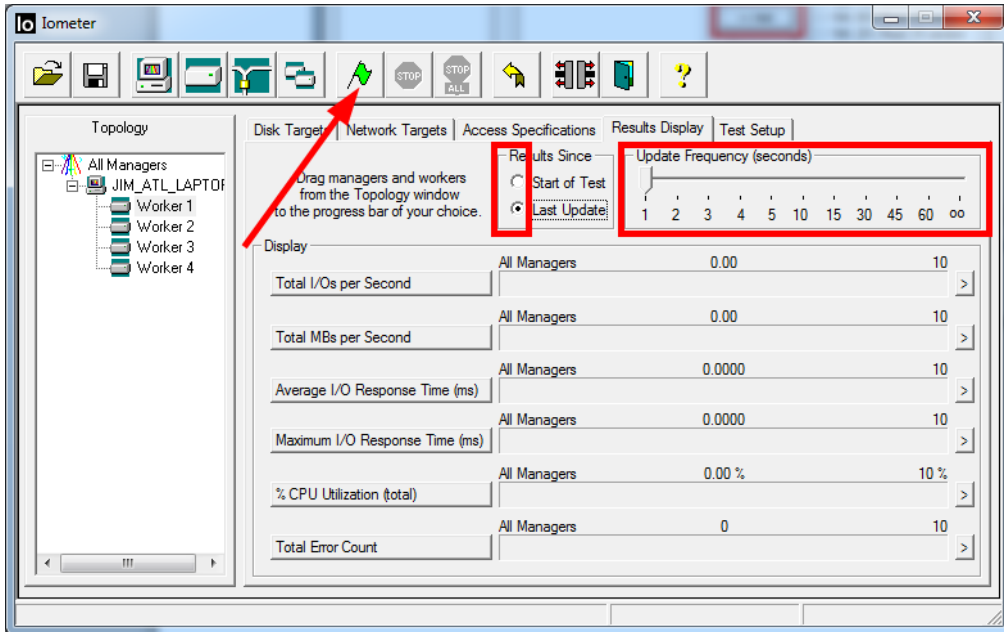 Io Iometer
STOP
STOP ALL
Topology
All Managers
JIM_ATL_LAPTOP
Worker 1
Worker 2
Worker 3
Worker 4
Disk Targets Network Targets Access Specifications Results Display Test Setup
Drag managers and workers
from the Topology window
to the progress bar of your choice.
Results Since
Start of Test
Last Update
Update Frequency (seconds)
1 2 3 4 5 10 15 30 45 60 oo
Display
All Managers 0.00 10
Total I/Os per Second >
All Managers 0.00 10
Total MBs per Second >
All Managers 0.0000 10
Average I/O Response Time (ms) >
All Managers 0.0000 10
Maximum I/O Response Time (ms) >
All Managers 0.00 % 10 %
% CPU Utilization (total) >
All Managers 0 10
Total Error Count >